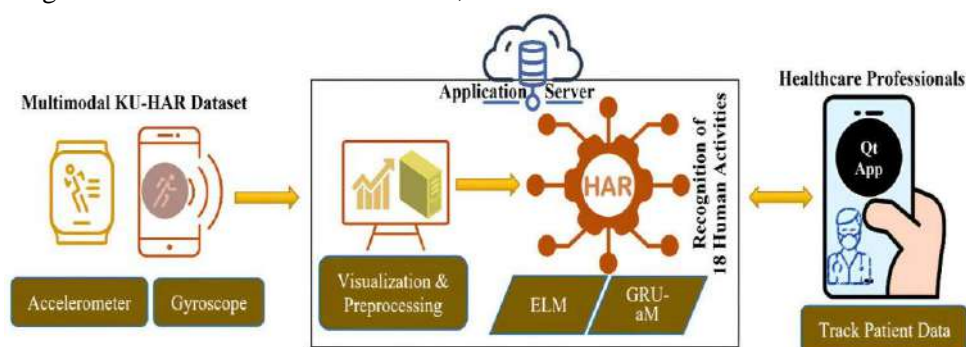 Multimodal KU-HAR Dataset
Accelerometer
Gyroscope
Application Server
Visualization &
Preprocessing
HAR
ELM
GRU-
aM
Recognition of
18 Human Activities
Healthcare Professionals
Qt
App
Track Patient Data